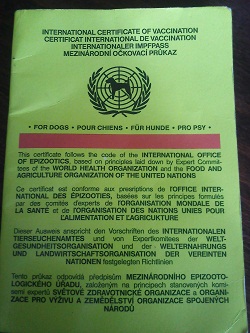 INTERNATIONAL CERTIFICATE OF VACCINATION
CERTIFICAT INTERNATIONAL DE VACCINATION
INTERNATIONALER IMPFPASS
MEZINÁRODNÍ OČKOVACÍ PRŮKAZ
• FOR DOGS • POUR CHIENS • FÜR HUNDE • PRO PSY •
This certificate follows the code of the INTERNATIONAL OFFICE
OF EPIZOOTICS, based on principles laid down by Expert Commit-
tees of the WORLD HEALTH ORGANIZATION and the FOOD and
AGRICULTURE ORGANIZATION OF THE UNITED NATIONS
Ce certificat est conforme aux presriptions de l'OFFICE INTER-
NATIONAL DES ÉPIZOOTIES, basées sur les principes formulés
par des comités d'experts de l'ORGANISATION MONDIALE DE
LA SANTÉ et de l'ORGANISATION DES NATIONS UNIES POUR
L'ALIMENTATION ET L'AGRICULTURE
Dieser Ausweis anspricht den Vorschriften des INTERNATIONALEN
TIERSEUCHENAMTES und von Expertkomitees der WELT-
GESUNDHEITSORGANISATION und der WELTERNAHRUNGS-
UND LANDWIRTSCHAFTSORGANISATION DER VEREINTEN
NATIONEN festgelegten Richtlinien
Tento průkaz odpovídá předpisům MEZINÁRODNÍHO EPIZOOTO-
LOGICKÉHO ÚŘADU, založených na principech stanovených komi-
semi expertů SVĚTOVÉ ZDRAVOTNICKÉ ORGANIZACE a ORGANI-
ZACE PRO VÝŽIVU A ZEMĚDĚLSTVÍ ORGANIZACE SPOJENÝCH
NÁRODŮ